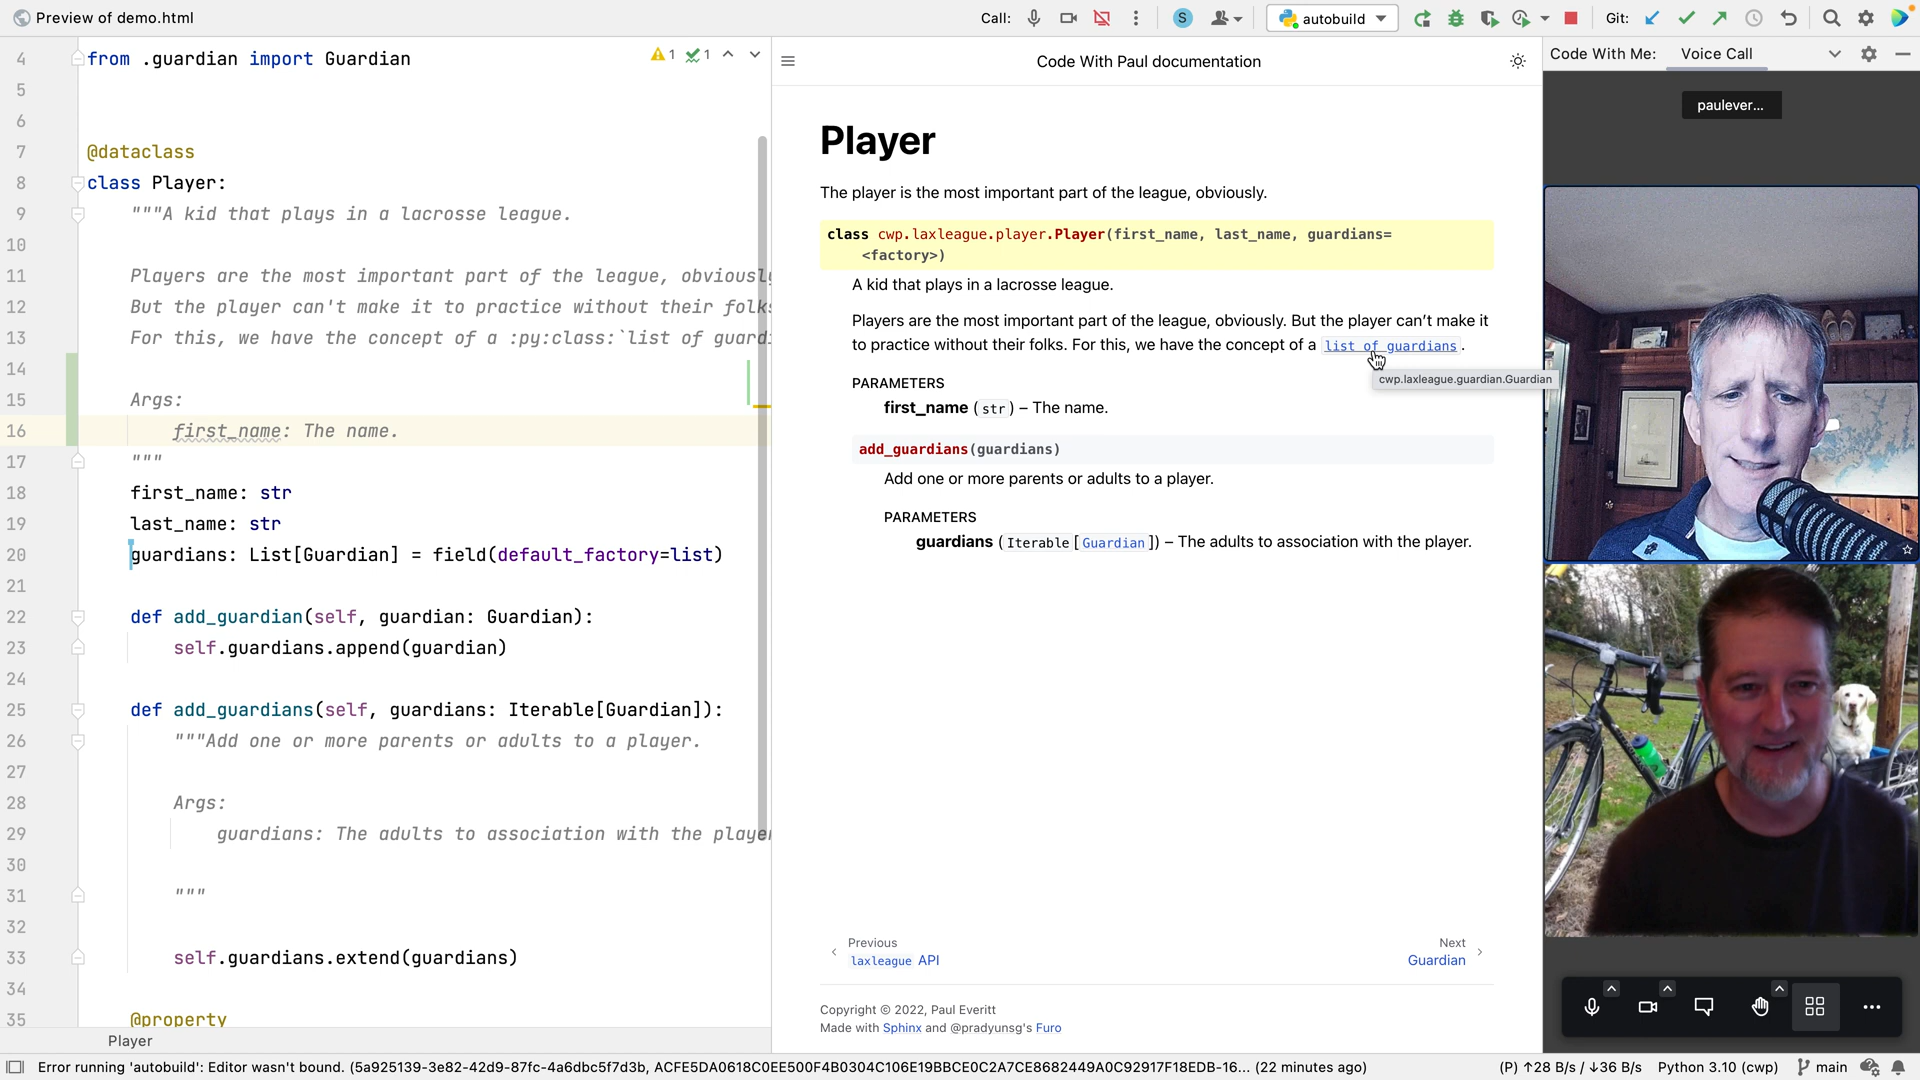 Preview of demo.html
Call:
S
autobuild
Git:
4 from .guardian import Guardian
1
1
5
6
7 @dataclass
8 class Player:
9 """A kid that plays in a lacrosse league.
10
11 Players are the most important part of the league, obviously
12 But the player can't make it to practice without their folks
13 For this, we have the concept of a :py:class:`list of guardi
14
15 Args:
16 first_name: The name.
17 """
18 first_name: str
19 last_name: str
20 guardians: List[Guardian] = field(default_factory=list)
21
22 def add_guardian(self, guardian: Guardian):
23 self.guardians.append(guardian)
24
25 def add_guardians(self, guardians: Iterable[Guardian]):
26 """Add one or more parents or adults to a player.
27
28 Args:
29 guardians: The adults to association with the player
30
31 """
32
33 self.guardians.extend(guardians)
34
35 @property
Player
Code With Paul documentation
Player
The player is the most important part of the league, obviously.
class cwp.laxleague.player.Player(first_name, last_name, guardians=
<factory>)
A kid that plays in a lacrosse league.
Players are the most important part of the league, obviously. But the player can't make it
to practice without their folks. For this, we have the concept of a list of guardians.
cwp.laxleague.guardian.Guardian
PARAMETERS
first_name (str) – The name.
add_guardians(guardians)
Add one or more parents or adults to a player.
PARAMETERS
guardians (Iterable[Guardian]) – The adults to association with the player.
Previous
laxleague API
Next
Guardian
Copyright © 2022, Paul Everitt
Made with Sphinx and @pradyunsg's Furo
Code With Me:
Voice Call
paulever...
Error running 'autobuild': Editor wasn't bound. (5a925139-3e82-42d9-87fc-4a6dbc5f7d3b, ACFE5DA0618C0EE500F4B0304C106E19BBCE0C2A7CE8682449A0C92917F18EDB-16... (22 minutes ago)
(P) ↑28 B/s / ↓36 B/s
Python 3.10 (cwp)
main